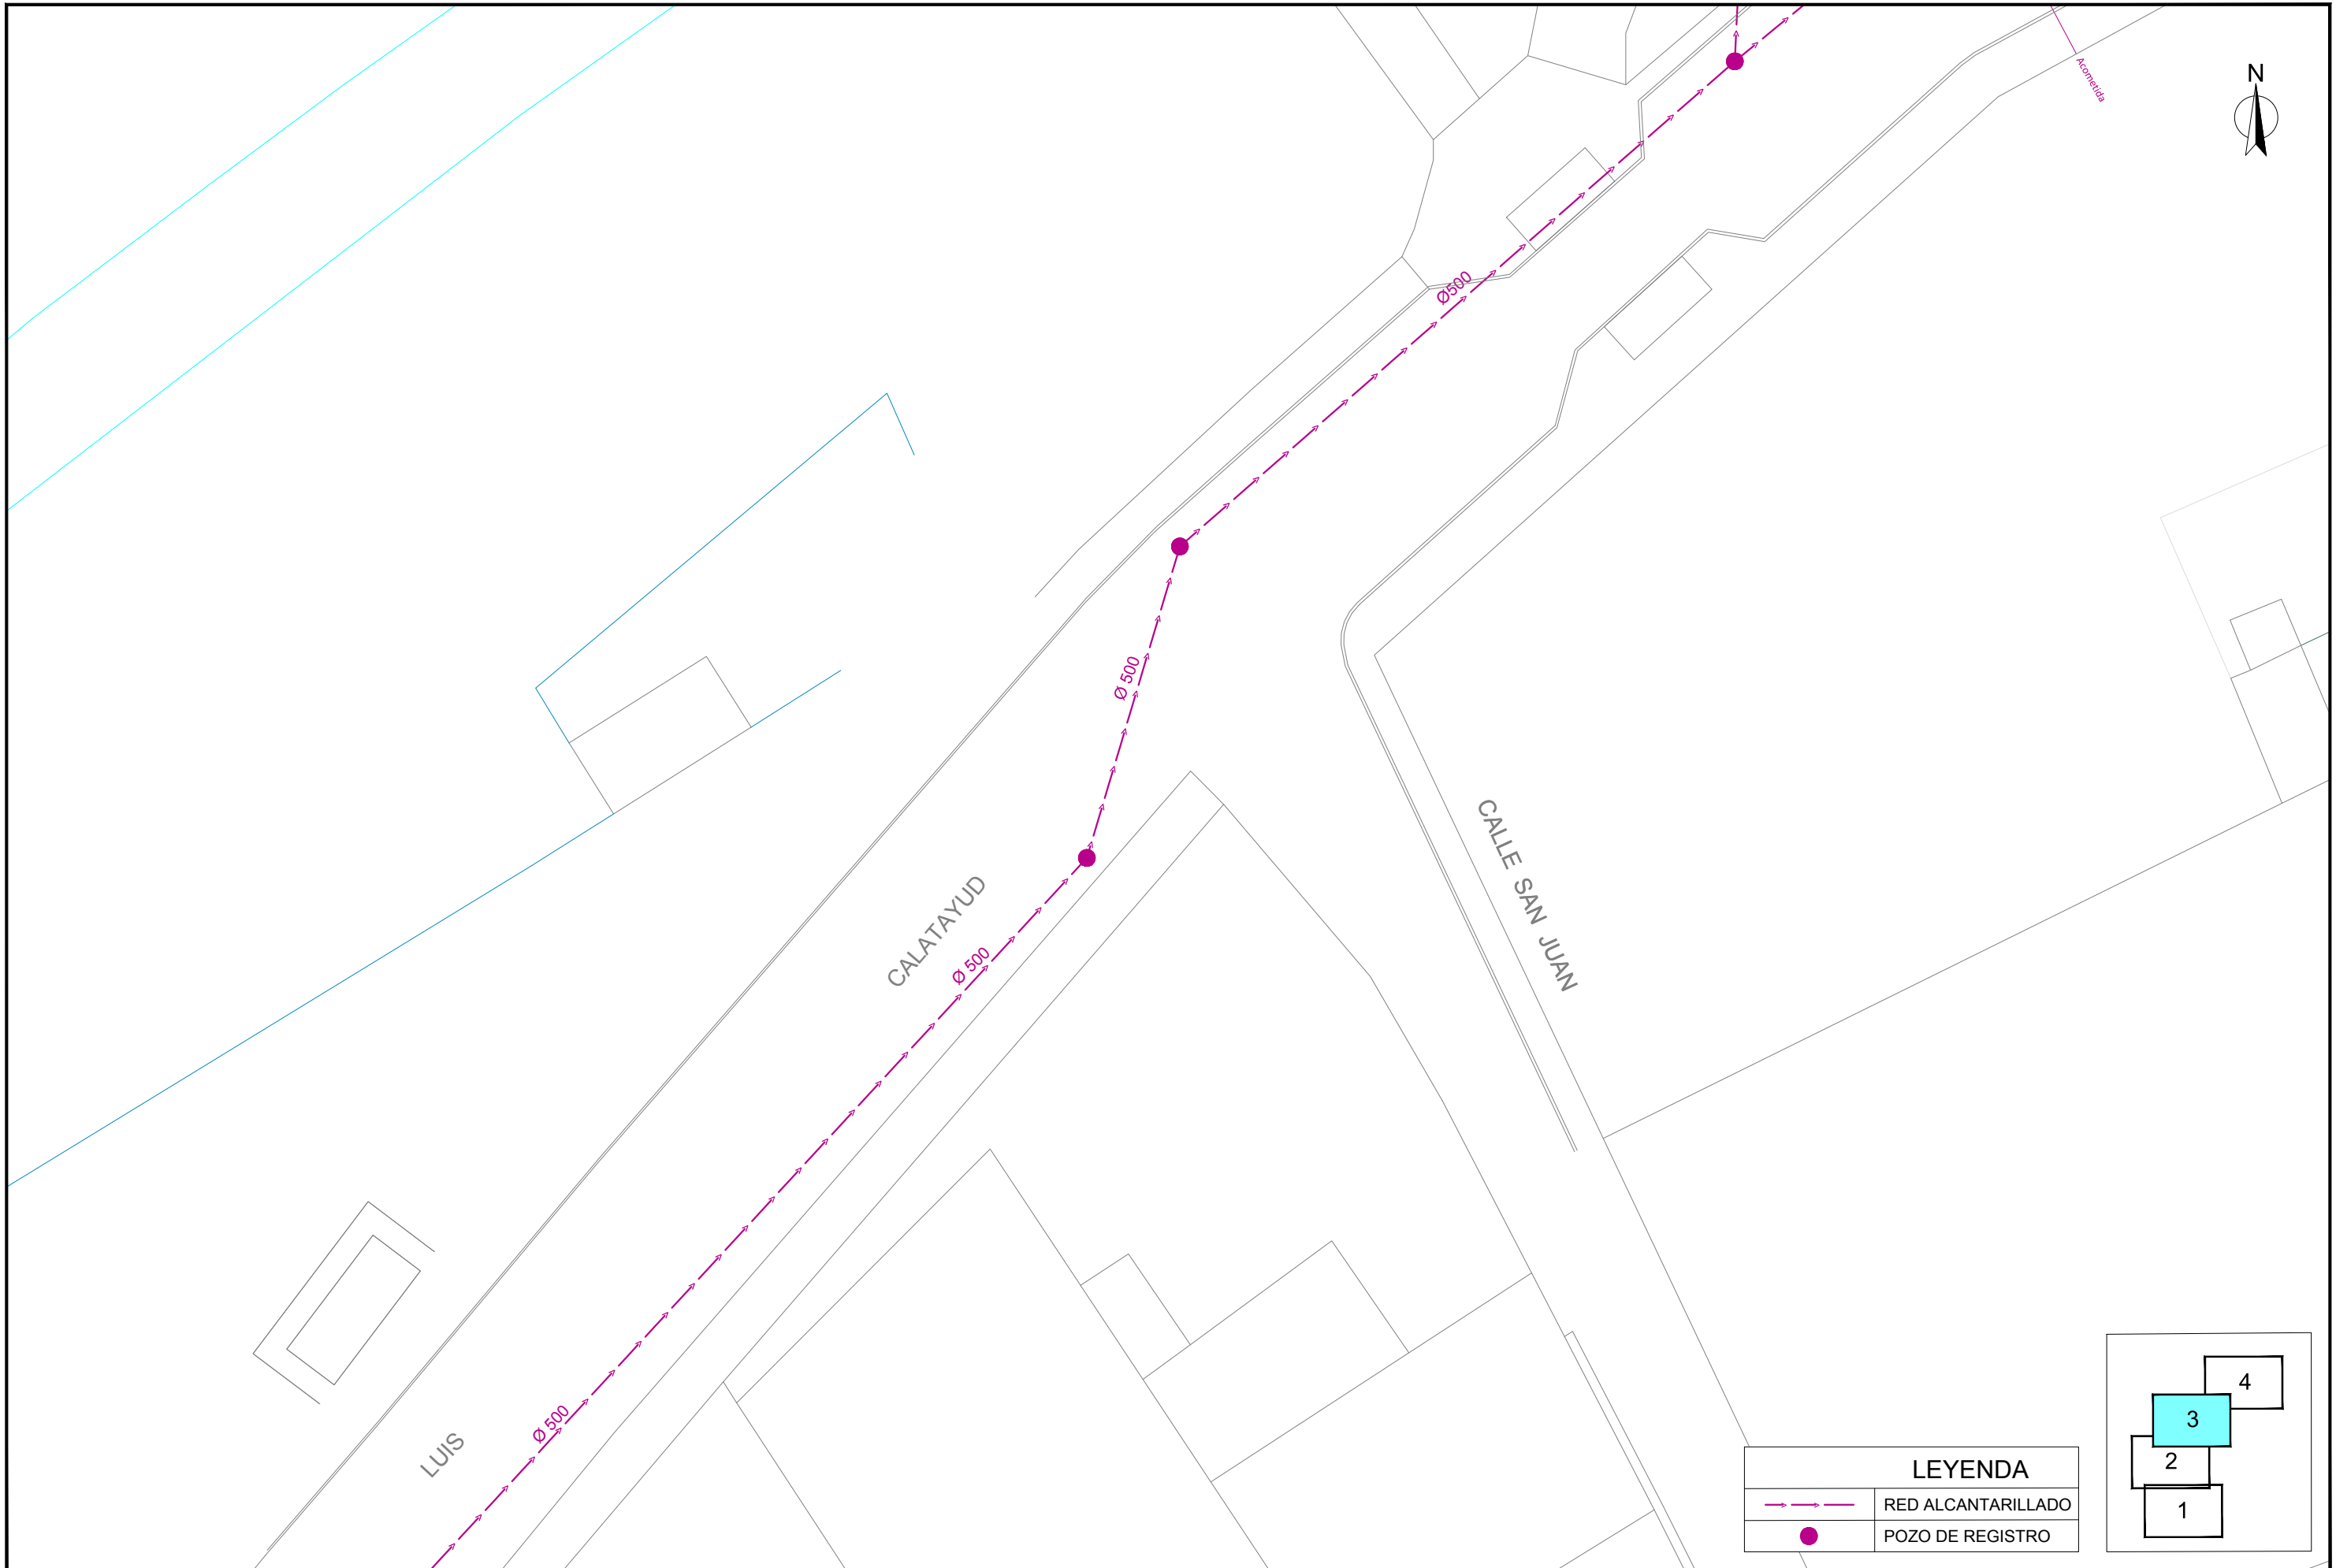 Acometida
N
Ø500
Ø 500
CALLE SAN JUAN
CALATAYUD
Ø 500
Ø 500
LUIS
4
3
2
1
LEYENDA
RED ALCANTARILLADO
POZO DE REGISTRO